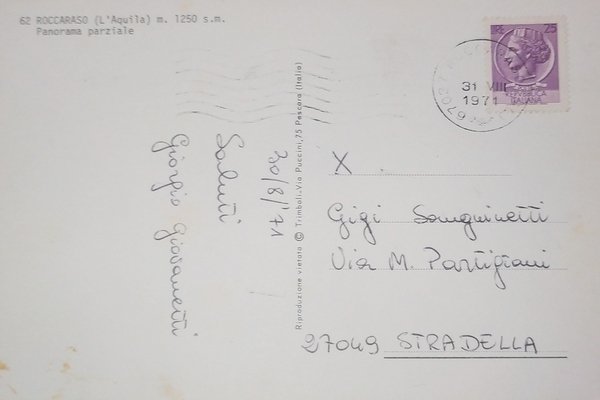 62 ROCCARASO (L'Aquila) m. 1250 s.m.
Panorama parziale
L. 25
REPUBBLICA
ITALIANA
31 VIII
1971
Saluti
Giorgio Giovanetti
30/8/'71
Riproduzione vietata © Trimboli-Via Puccini,75 Pescara (Italia)
X
Gigi Sanguinetti
Via M. Partigiani
27049 STRADELLA